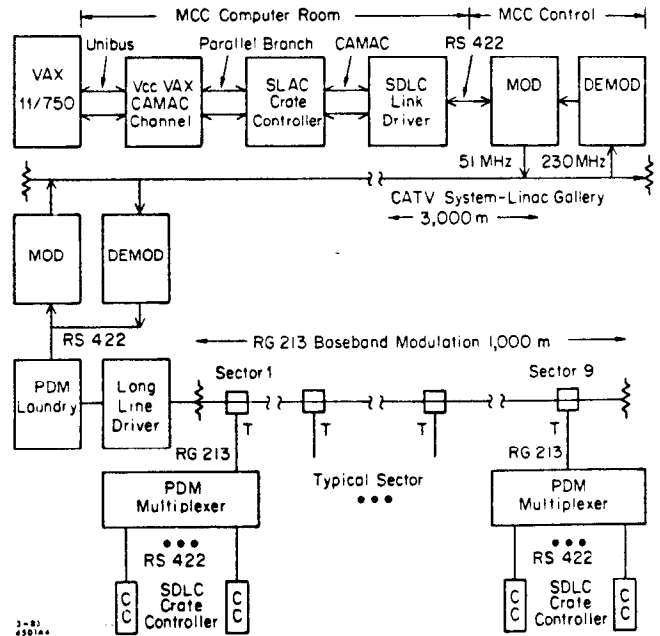 MCC Computer Room
MCC Control
Unibus
Parallel Branch
CAMAC
RS 422
VAX
11/750
Vcc VAX
CAMAC
Channel
SLAC
Crate
Controller
SDLC
Link
Driver
MOD
DEMOD
51 MHz
230 MHz
CATV System-Linac Gallery
3,000 m
MOD
DEMOD
RS 422
RG 213 Baseband Modulation 1,000 m
PDM
Laundry
Long
Line
Driver
Sector 1
Sector 9
T
T
T
T
RG 213
RG 213
Typical Sector
PDM
Multiplexer
PDM
Multiplexer
RS 422
RS 422
CC
SDLC
Crate
Controller
CC
CC
SDLC
Crate
Controller
CC
3-83
4501A4